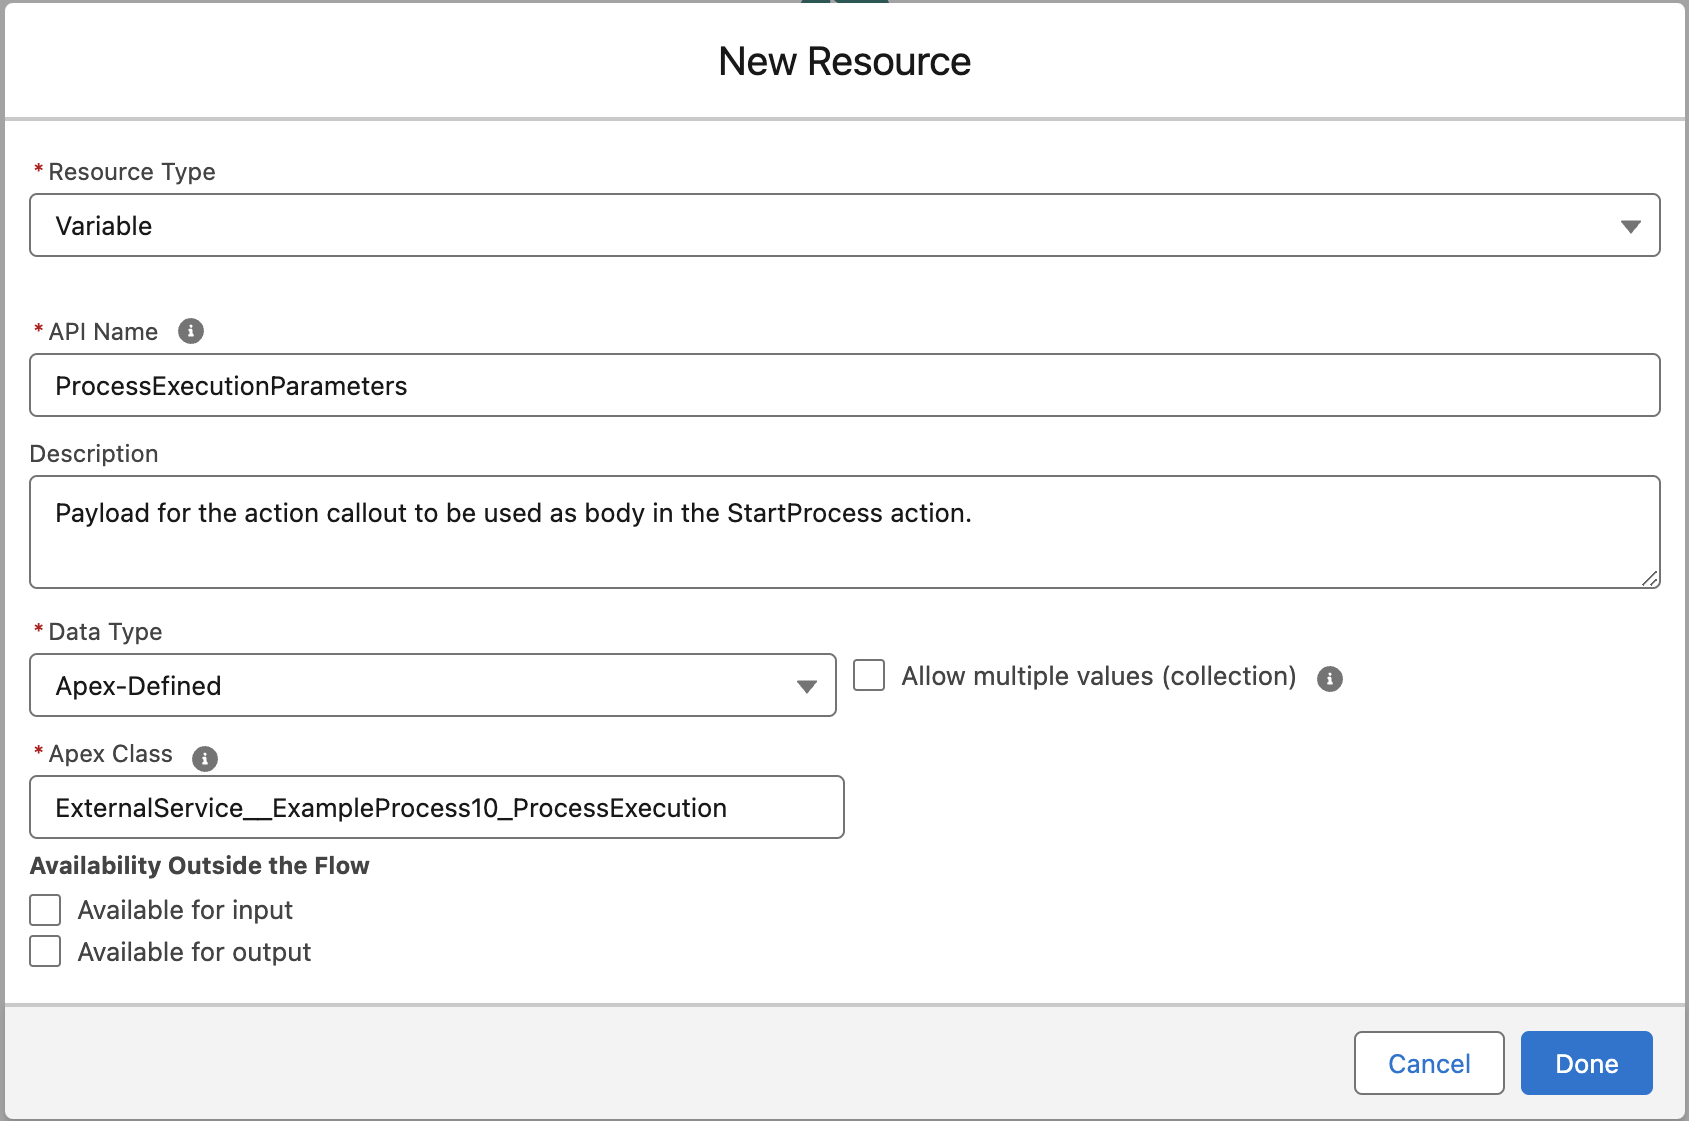 New Resource
* Resource Type
Variable
* API Name
ProcessExecutionParameters
Description
Payload for the action callout to be used as body in the StartProcess action.
* Data Type
Apex-Defined
Allow multiple values (collection)
* Apex Class
ExternalService__ExampleProcess10_ProcessExecution
Availability Outside the Flow
Available for input
Available for output
Cancel
Done